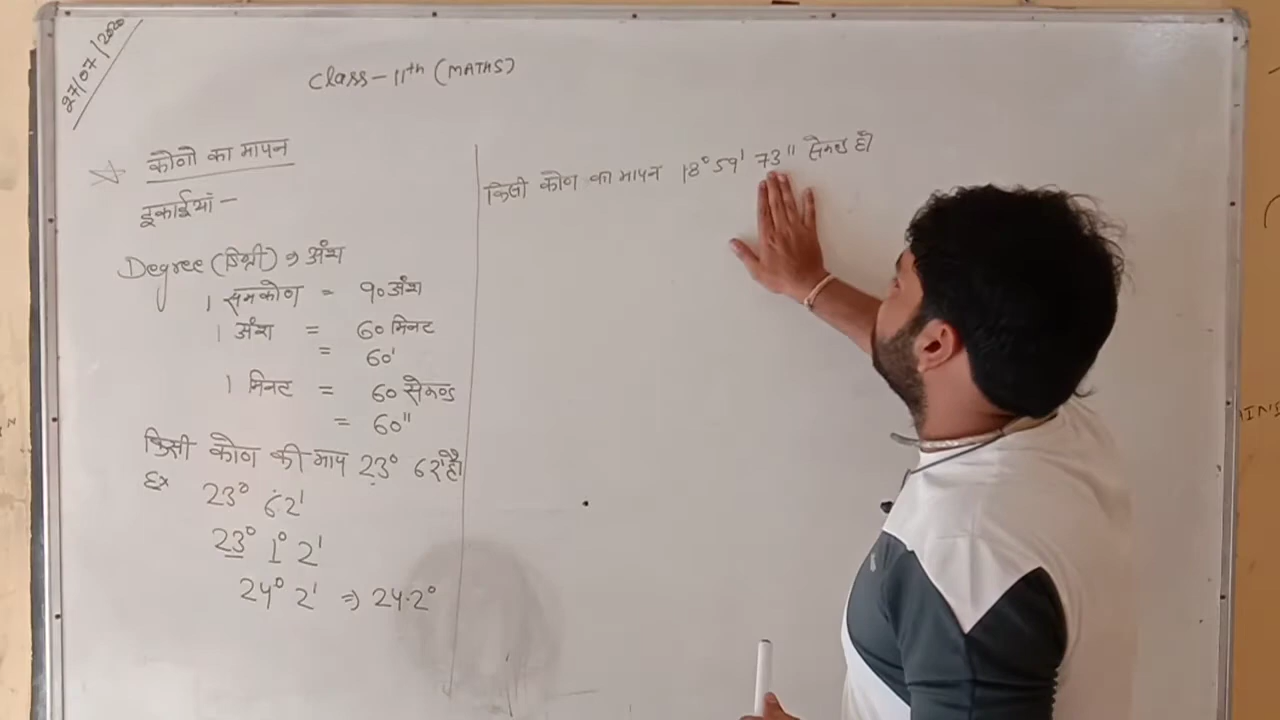 27/07/2020
Class-11th (MATHS)
कोणो का मापन
इकाईयां -
Degree (डिग्री) अंश
1 समकोण = 90 अंश
1 अंश = 60 मिनट
= 60'
1 मिनट = 60 सेकण्ड
= 60"
किसी कोण की माप 23° 62' है।
Ex 23° 62'
23° 1° 2'
24° 2' ⇒ 24.2°
किसी कोण का मापन 18° 59' 73" सेकण्ड हो